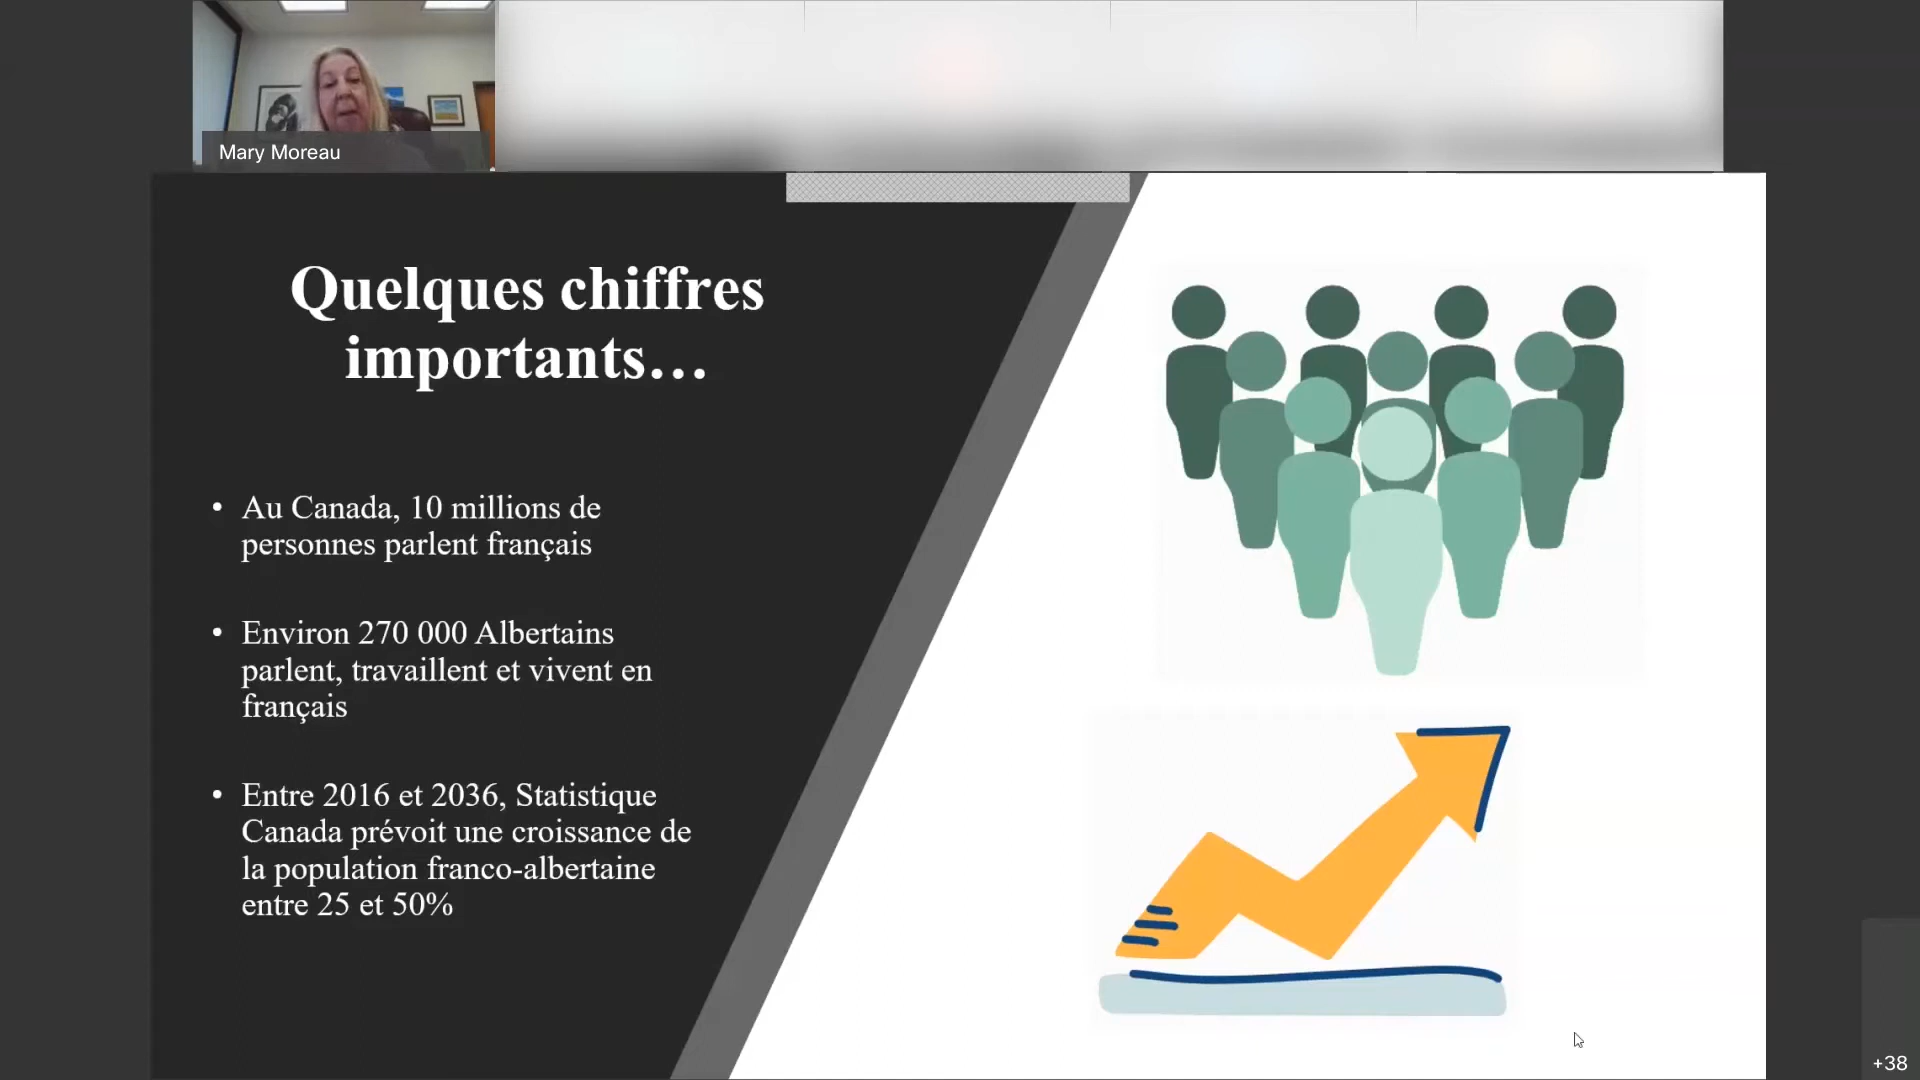 Mary Moreau
Quelques chiffres
importants…
• Au Canada, 10 millions de
personnes parlent français
• Environ 270 000 Albertains
parlent, travaillent et vivent en
français
• Entre 2016 et 2036, Statistique
Canada prévoit une croissance de
la population franco-albertaine
entre 25 et 50%
+38